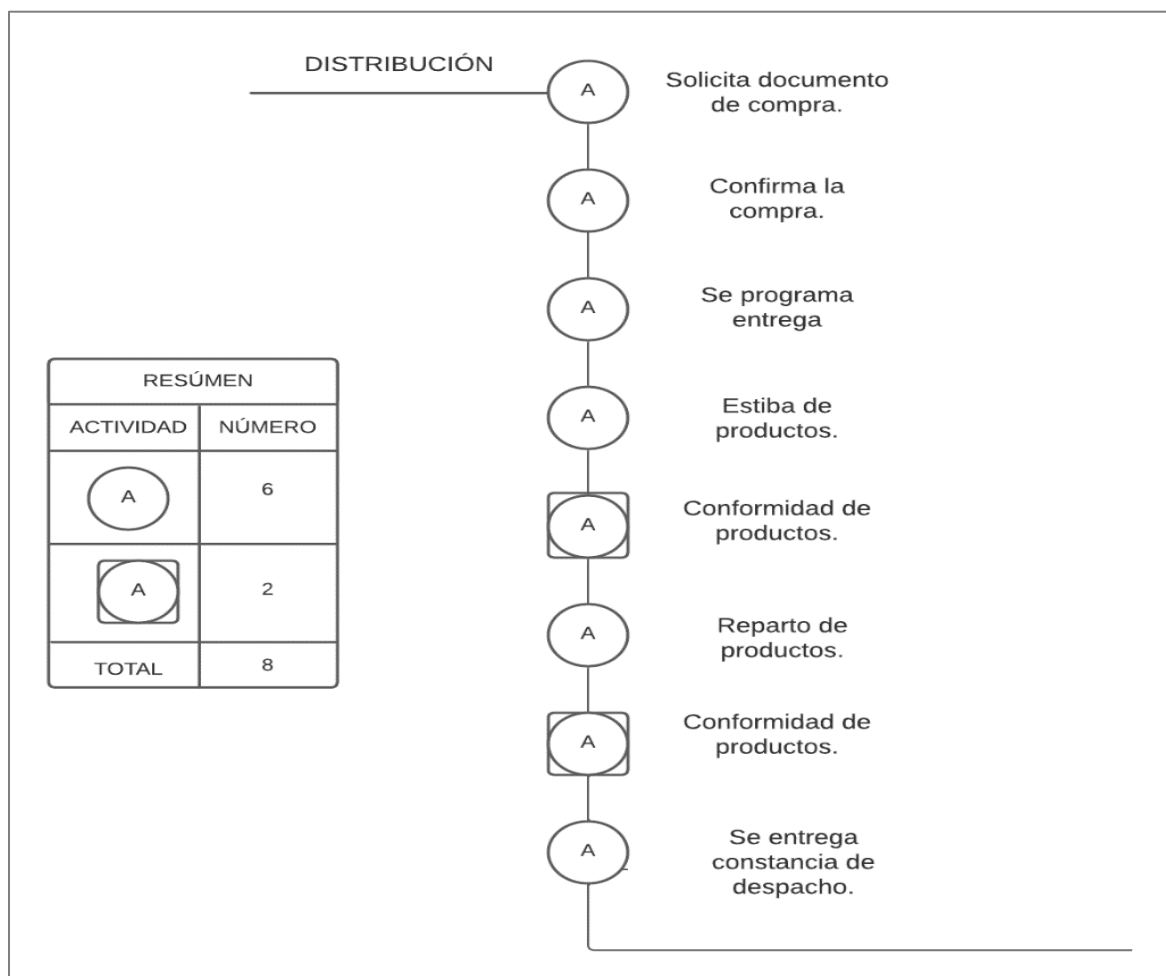 DISTRIBUCIÓN
A
Solicita documento
de compra.
A
Confirma la
compra.
A
Se programa
entrega
A
Estiba de
productos.
A
Conformidad de
productos.
A
Reparto de
productos.
A
Conformidad de
productos.
A
Se entrega
constancia de
despacho.
RESÚMEN
ACTIVIDAD NÚMERO
A 6
A 2
TOTAL 8